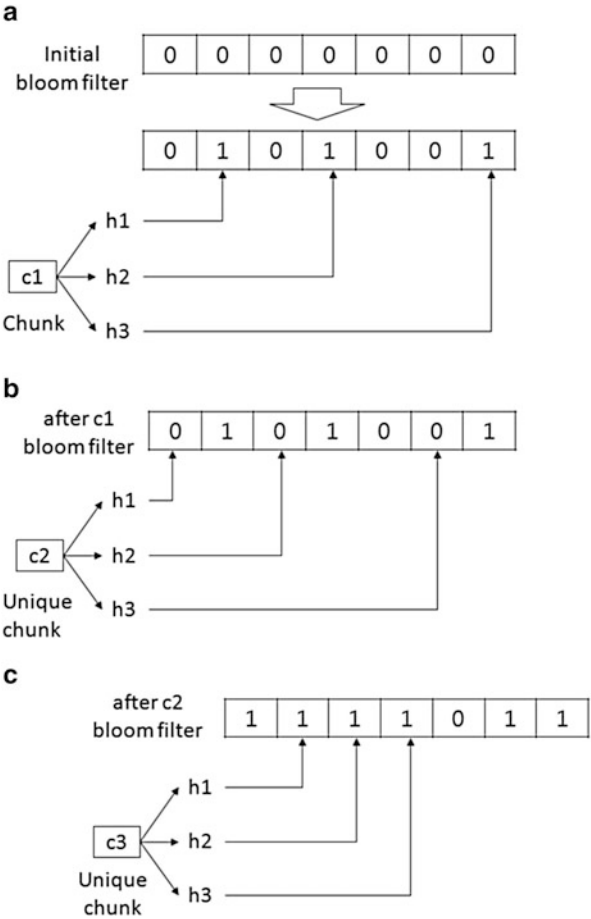 a
Initial
bloom filter
0 0 0 0 0 0 0
0 1 0 1 0 0 1
h1
c1
h2
Chunk
h3
b
after c1
bloom filter
0 1 0 1 0 0 1
h1
c2
h2
Unique
chunk
h3
c
after c2
bloom filter
1 1 1 1 0 1 1
h1
c3
h2
Unique
chunk
h3